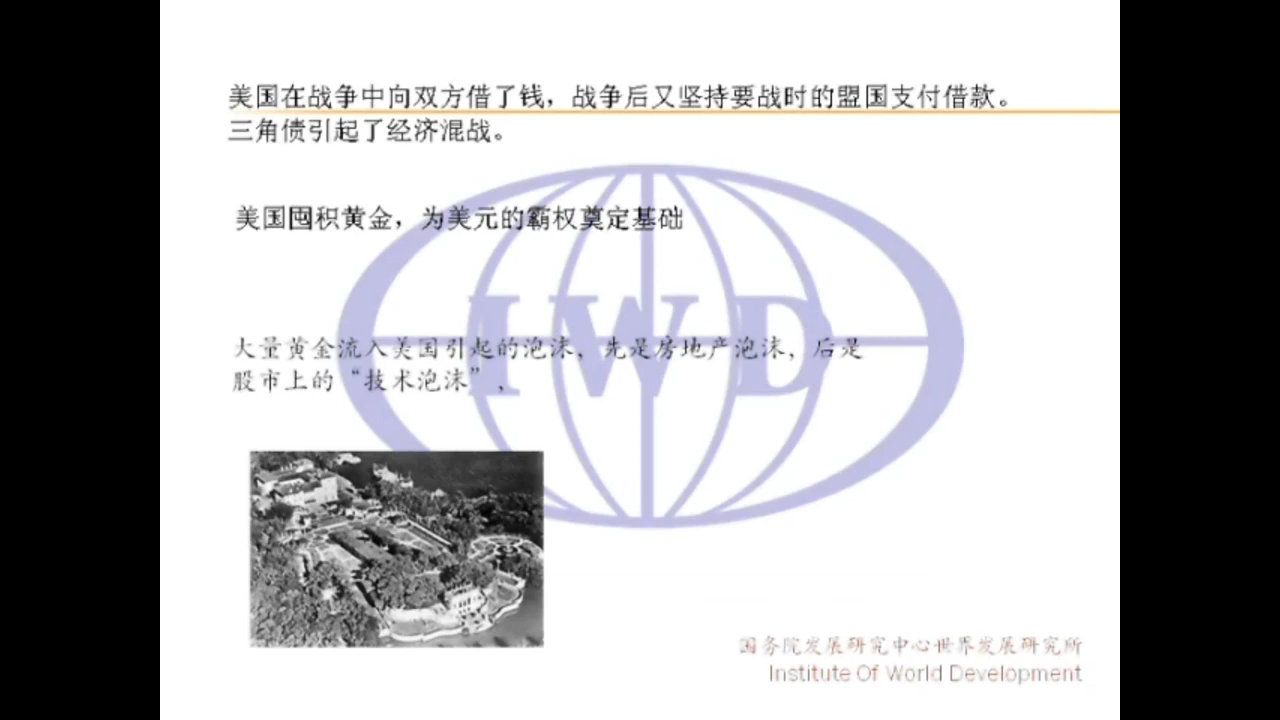 美国在战争中向双方借了钱，战争后又坚持要战时的盟国支付借款。
三角债引起了经济混战。
美国囤积黄金，为美元的霸权奠定基础
IWD
大量黄金流入美国引起的泡沫，先是房地产泡沫，后是
股市上的“技术泡沫”，
国务院发展研究中心世界发展研究所
Institute Of World Development